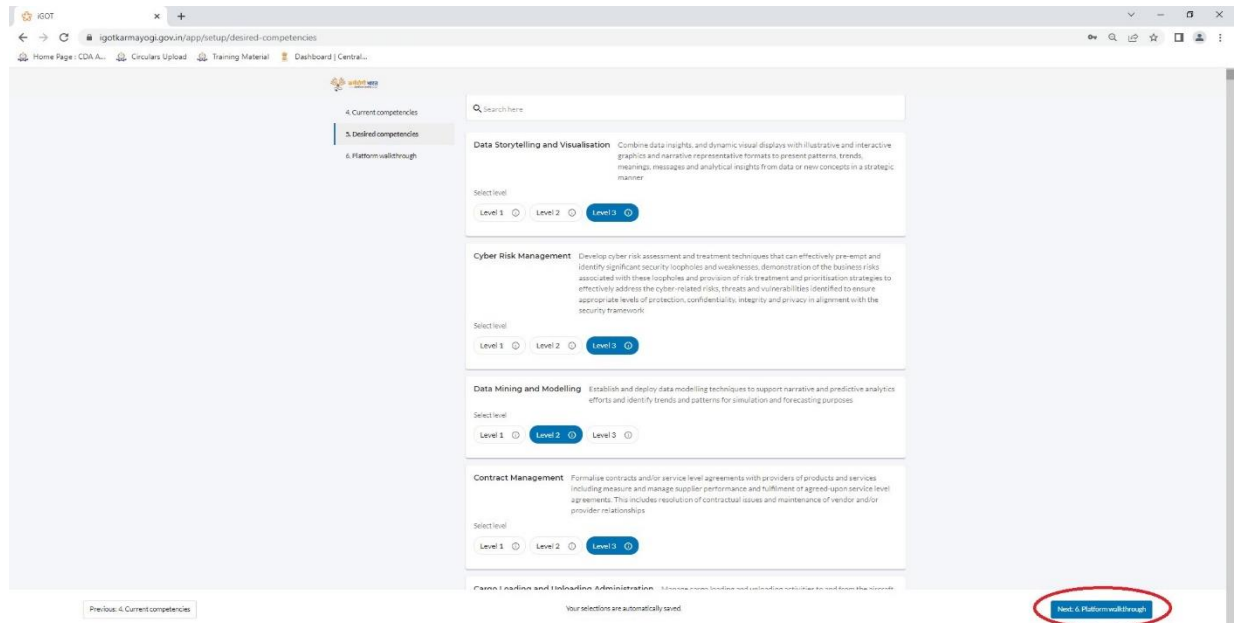 iGOT
igotkarmayogi.gov.in/app/setup/desired-competencies
Home Page : CDA A... Circulars Upload Training Material Dashboard | Central...
4. Current competencies
5. Desired competencies
6. Platform walkthrough
Search here
Data Storytelling and Visualisation Combine data insights, and dynamic visual displays with illustrative and interactive
graphics and narrative representative formats to present patterns, trends,
meanings, messages and analytical insights from data or new concepts in a strategic
manner
Select level
Level 1 Level 2 Level 3
Cyber Risk Management Develop cyber risk assessment and treatment techniques that can effectively pre-empt and
identify significant security loopholes and weaknesses, demonstration of the business risks
associated with these loopholes and provision of risk treatment and prioritisation strategies to
effectively address the cyber-related risks, threats and vulnerabilities identified to ensure
appropriate levels of protection, confidentiality, integrity and privacy in alignment with the
security framework
Select level
Level 1 Level 2 Level 3
Data Mining and Modelling Establish and deploy data modelling techniques to support narrative and predictive analytics
efforts and identify trends and patterns for simulation and forecasting purposes
Select level
Level 1 Level 2 Level 3
Contract Management Formalise contracts and/or service level agreements with providers of products and services
including measure and manage supplier performance and fulfilment of agreed-upon service level
agreements. This includes resolution of contractual issues and maintenance of vendor and/or
provider relationships
Select level
Level 1 Level 2 Level 3
Cargo Loading and Unloading Administration Manage cargo loading and unloading activities to and from the aircraft
Previous: 4. Current competencies Your selections are automatically saved Next: 6. Platform walkthrough